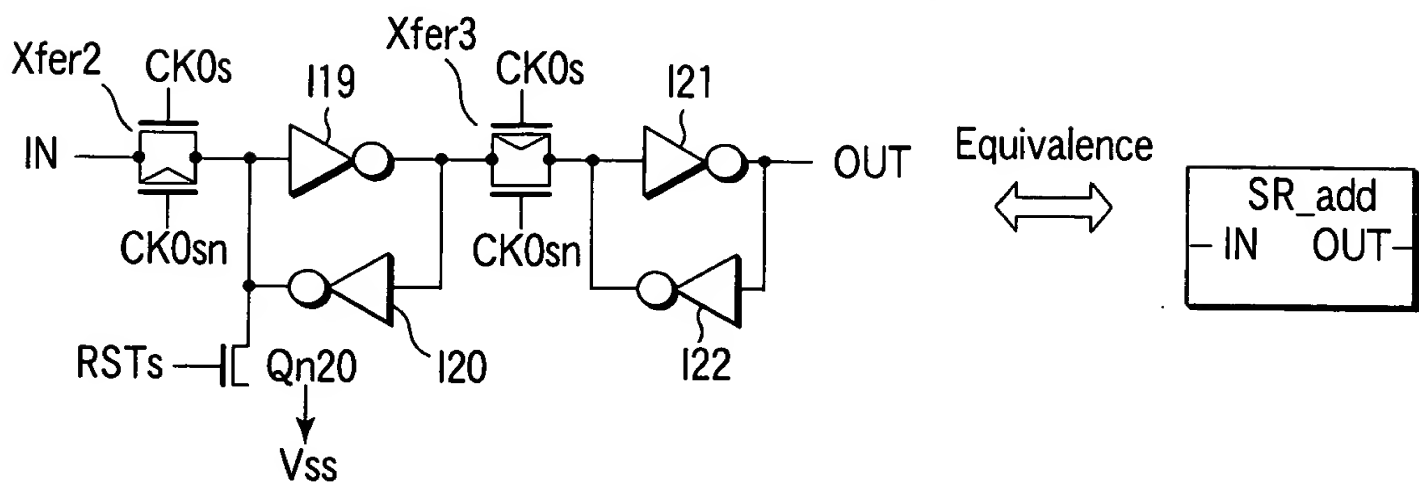 Xfer2
CK0s
I19
Xfer3
CK0s
I21
IN
OUT
Equivalence
SR_add
IN OUT
CK0sn
CK0sn
RSTs
Qn20
I20
I22
Vss